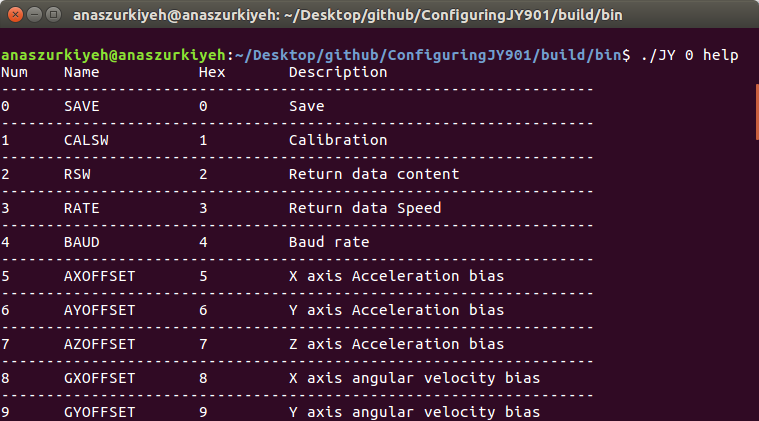 anaszurkiyeh@anaszurkiyeh: ~/Desktop/github/ConfiguringJY901/build/bin
anaszurkiyeh@anaszurkiyeh:~/Desktop/github/ConfiguringJY901/build/bin$ ./JY 0 help
Num Name Hex Description
------------------------------------------------------------------
0 SAVE 0 Save
------------------------------------------------------------------
1 CALSW 1 Calibration
------------------------------------------------------------------
2 RSW 2 Return data content
------------------------------------------------------------------
3 RATE 3 Return data Speed
------------------------------------------------------------------
4 BAUD 4 Baud rate
------------------------------------------------------------------
5 AXOFFSET 5 X axis Acceleration bias
------------------------------------------------------------------
6 AYOFFSET 6 Y axis Acceleration bias
------------------------------------------------------------------
7 AZOFFSET 7 Z axis Acceleration bias
------------------------------------------------------------------
8 GXOFFSET 8 X axis angular velocity bias
------------------------------------------------------------------
9 GYOFFSET 9 Y axis angular velocity bias